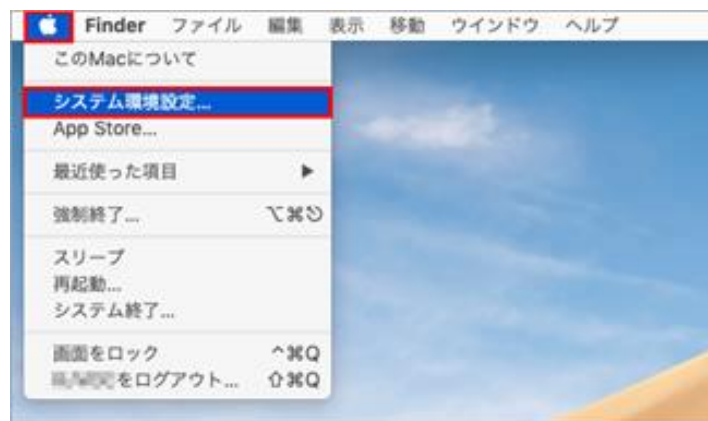 Finder ファイル 編集 表示 移動 ウインドウ ヘルプ
このMacについて
システム環境設定...
App Store...
最近使った項目 ▶
強制終了... ⌥⌘⎋
スリープ
再起動...
システム終了...
画面をロック ^⌘Q
をログアウト... ⇧⌘Q